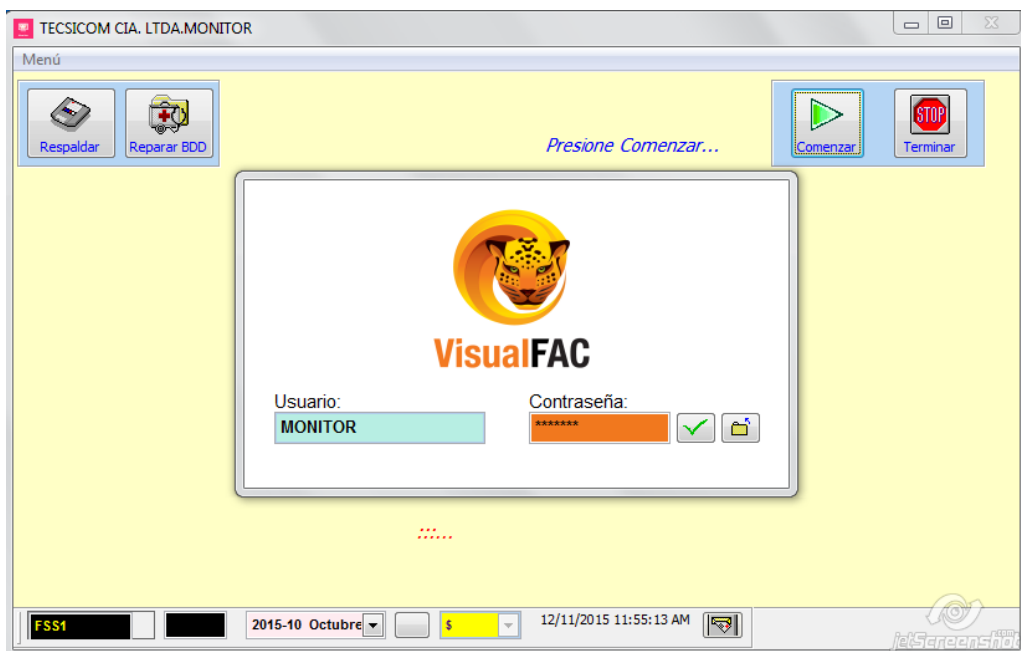 TECSICOM CIA. LTDA.MONITOR
Menú
Respaldar
Reparar BDD
Presione Comenzar...
Comenzar
STOP
Terminar
VisualFAC
Usuario:
Contraseña:
MONITOR
*******
:::...
FSS1
2015-10 Octubre
$
12/11/2015 11:55:13 AM
jetScreenshot